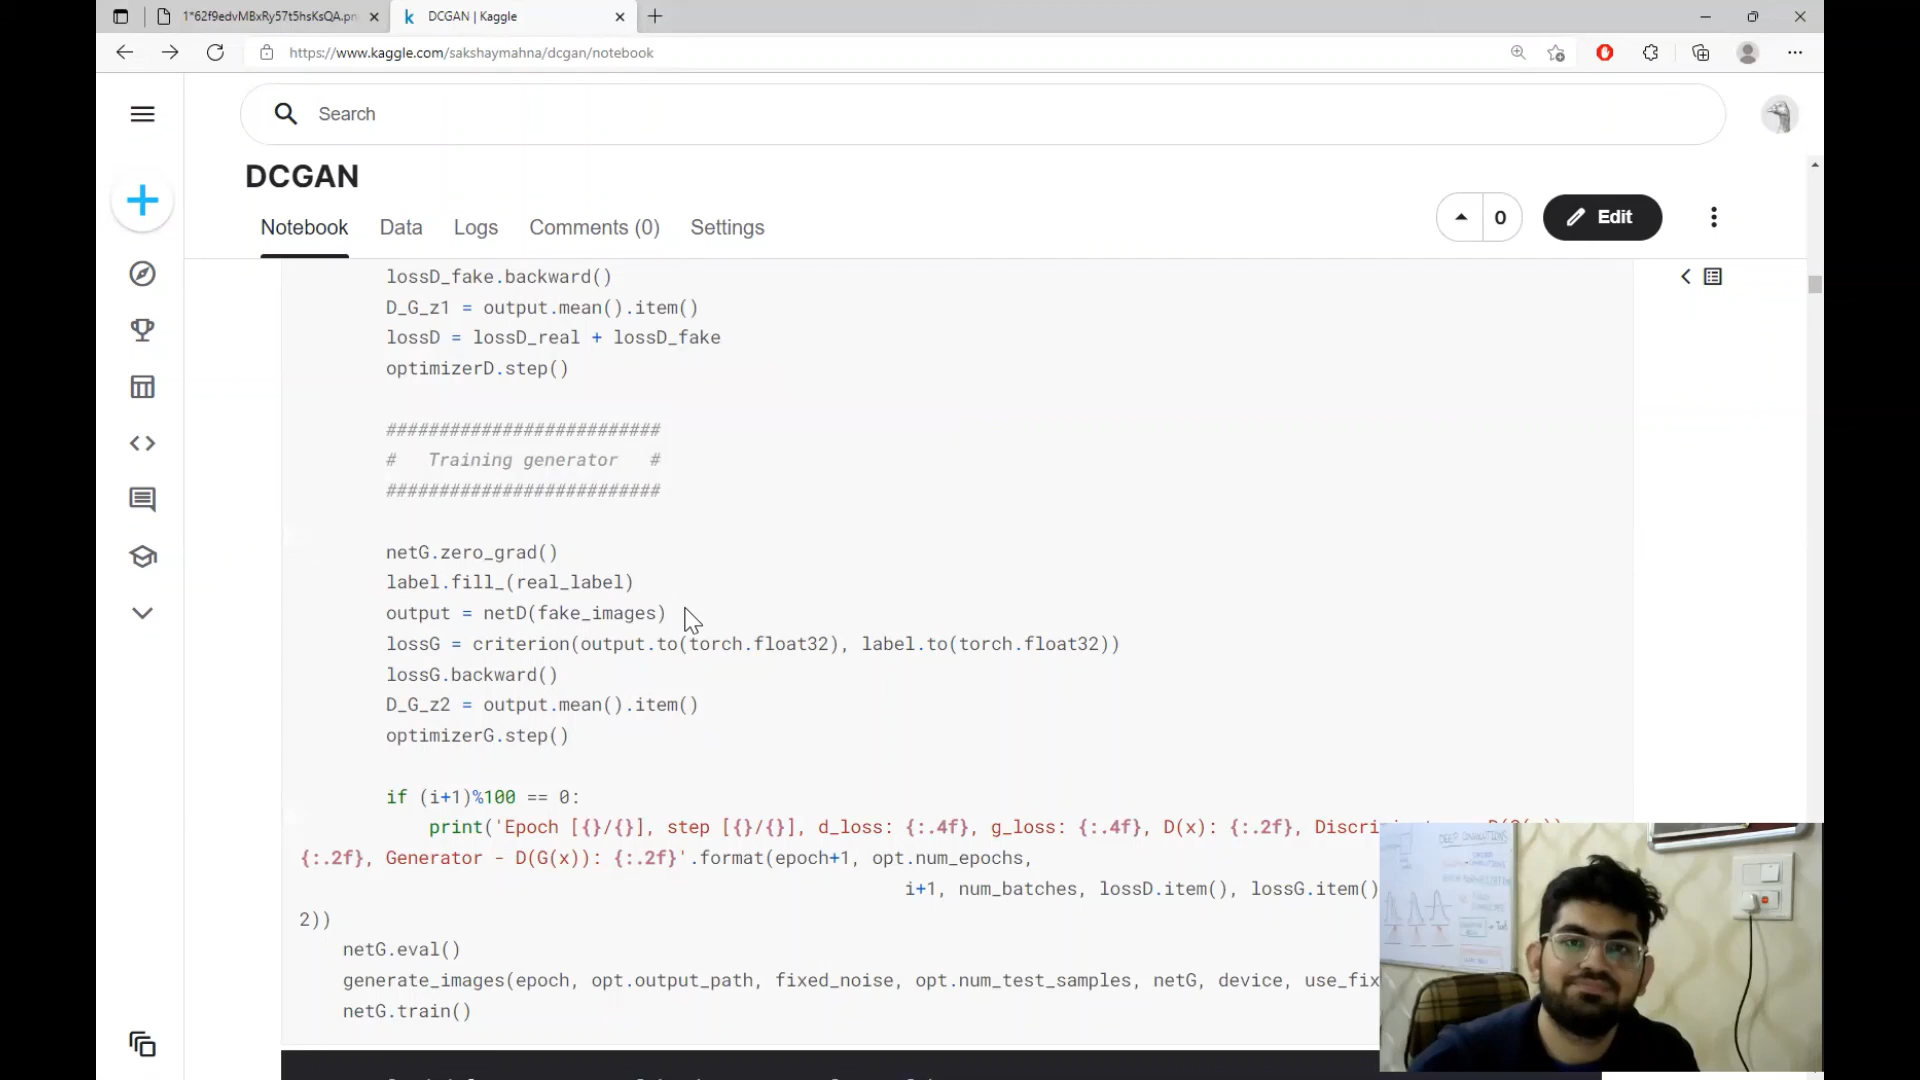 1*62f9edvMBxRy57t5hsKsQA.pn
DCGAN | Kaggle
https://www.kaggle.com/sakshaymahna/dcgan/notebook
Search
DCGAN
Notebook
Data
Logs
Comments (0)
Settings
0
Edit
lossD_fake.backward()
D_G_z1 = output.mean().item()
lossD = lossD_real + lossD_fake
optimizerD.step()
##########################
# Training generator #
##########################
netG.zero_grad()
label.fill_(real_label)
output = netD(fake_images)
lossG = criterion(output.to(torch.float32), label.to(torch.float32))
lossG.backward()
D_G_z2 = output.mean().item()
optimizerG.step()
if (i+1)%100 == 0:
print('Epoch [{}/{}], step [{}/{}], d_loss: {:.4f}, g_loss: {:.4f}, D(x): {:.2f},
{:.2f}, Generator - D(G(x)): {:.2f}'.format(epoch+1, opt.num_epochs,
i+1, num_batches, lossD.item(), lossG.item()
2))
netG.eval()
generate_images(epoch, opt.output_path, fixed_noise, opt.num_test_samples, netG, device, use_fix
netG.train()